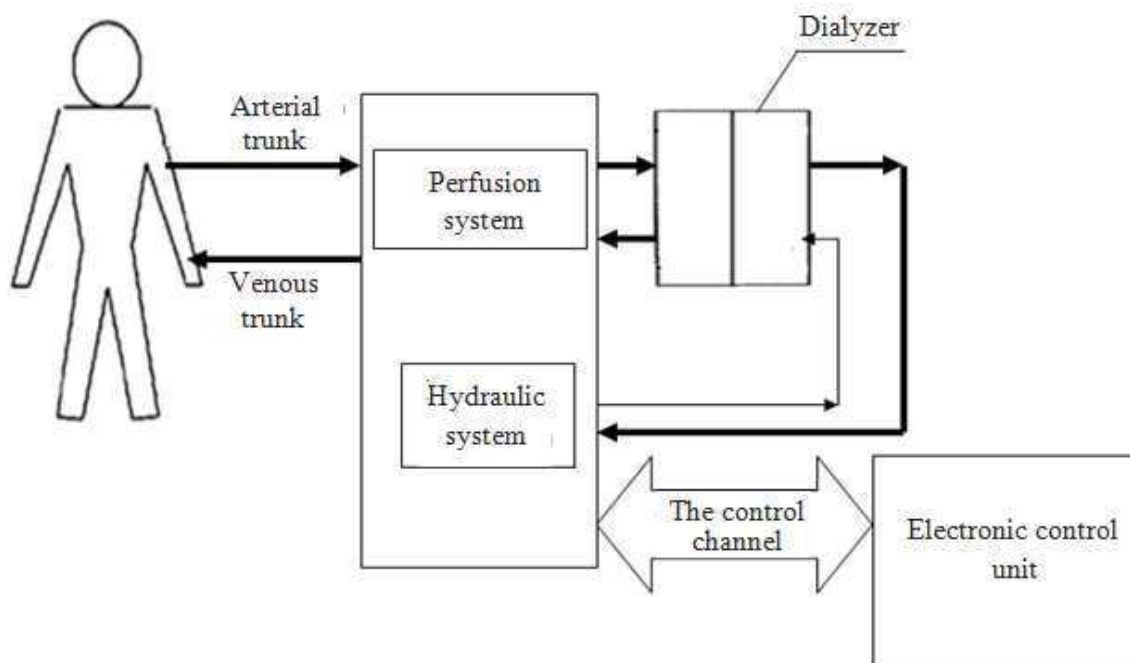 Dialyzer
Arterial
trunk
Perfusion
system
Venous
trunk
Hydraulic
system
The control
channel
Electronic control
unit